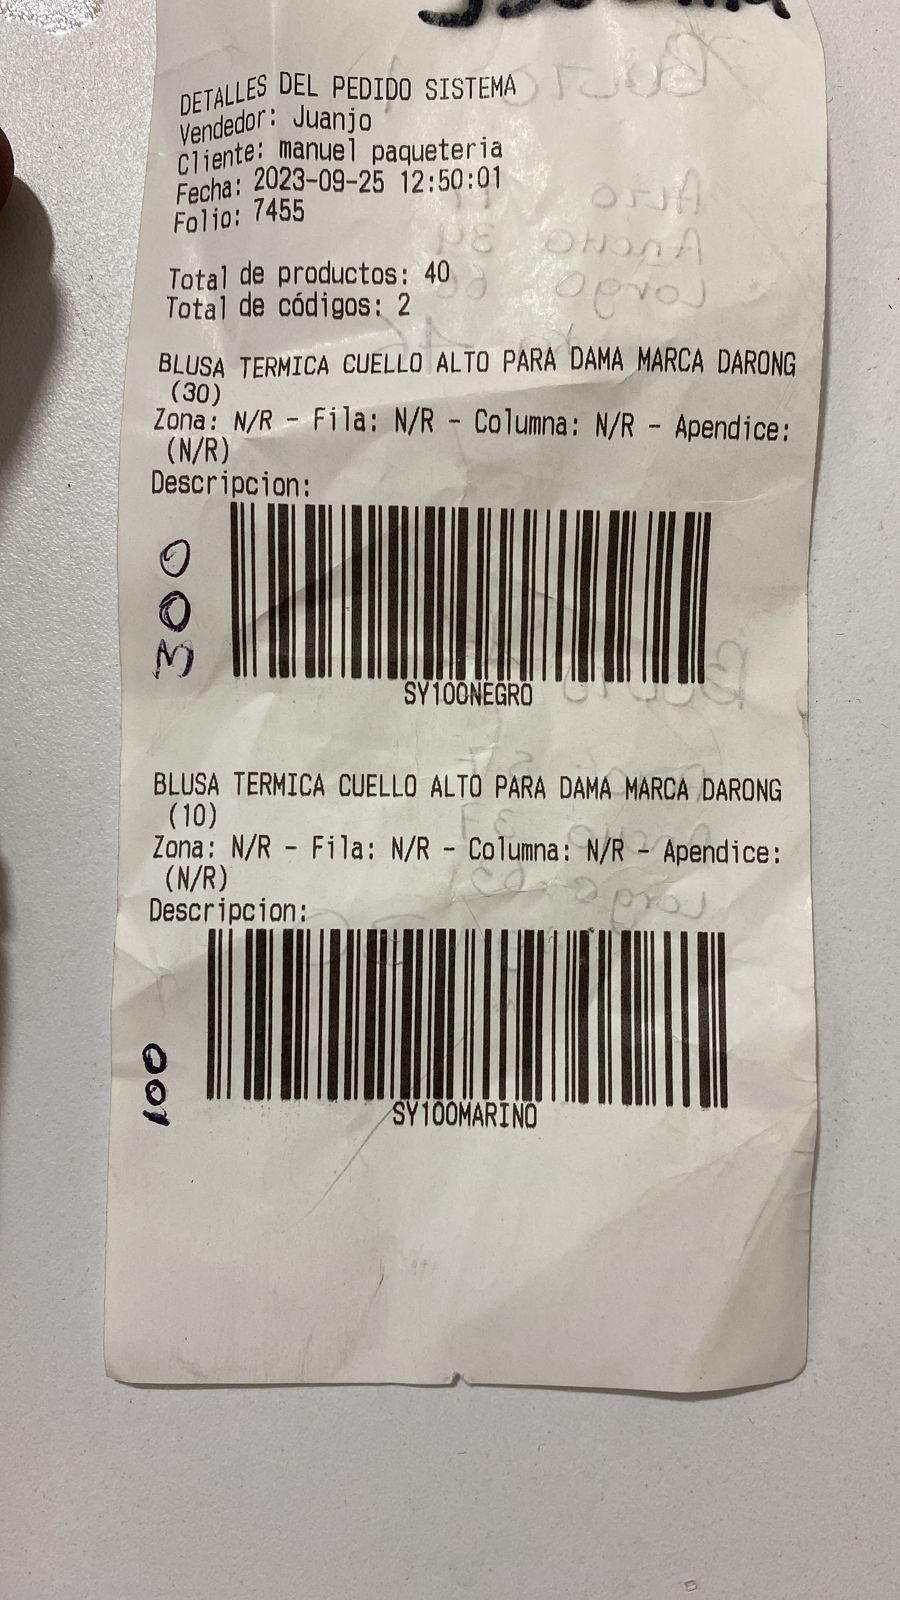 DETALLES DEL PEDIDO SISTEMA
Vendedor: Juanjo
Cliente: manuel paqueteria
Fecha: 2023-09-25 12:50:01
Folio: 7455
Total de productos: 40
Total de códigos: 2
BLUSA TERMICA CUELLO ALTO PARA DAMA MARCA DARONG
(30)
Zona: N/R - Fila: N/R - Columna: N/R - Apendice:
(N/R)
Descripcion:
300
SY100NEGRO
BLUSA TERMICA CUELLO ALTO PARA DAMA MARCA DARONG
(10)
Zona: N/R - Fila: N/R - Columna: N/R - Apendice:
(N/R)
Descripcion:
100
SY100MARINO